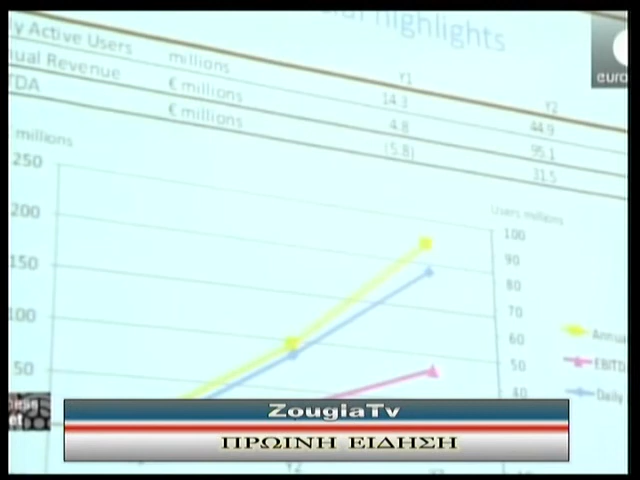 highlights
y Active Users millions Y1 Y2
ual Revenue € millions 14.3 44.9
TDA € millions 4.8 95.1
(5.8) 31.5
euro
millions
250
200
150
100
50
Users millions
100
90
80
70
60
50
40
Annua
EBITD
Daily
ZougiaTv
ΠΡΩΙΝΗ ΕΙΔΗΣΗ